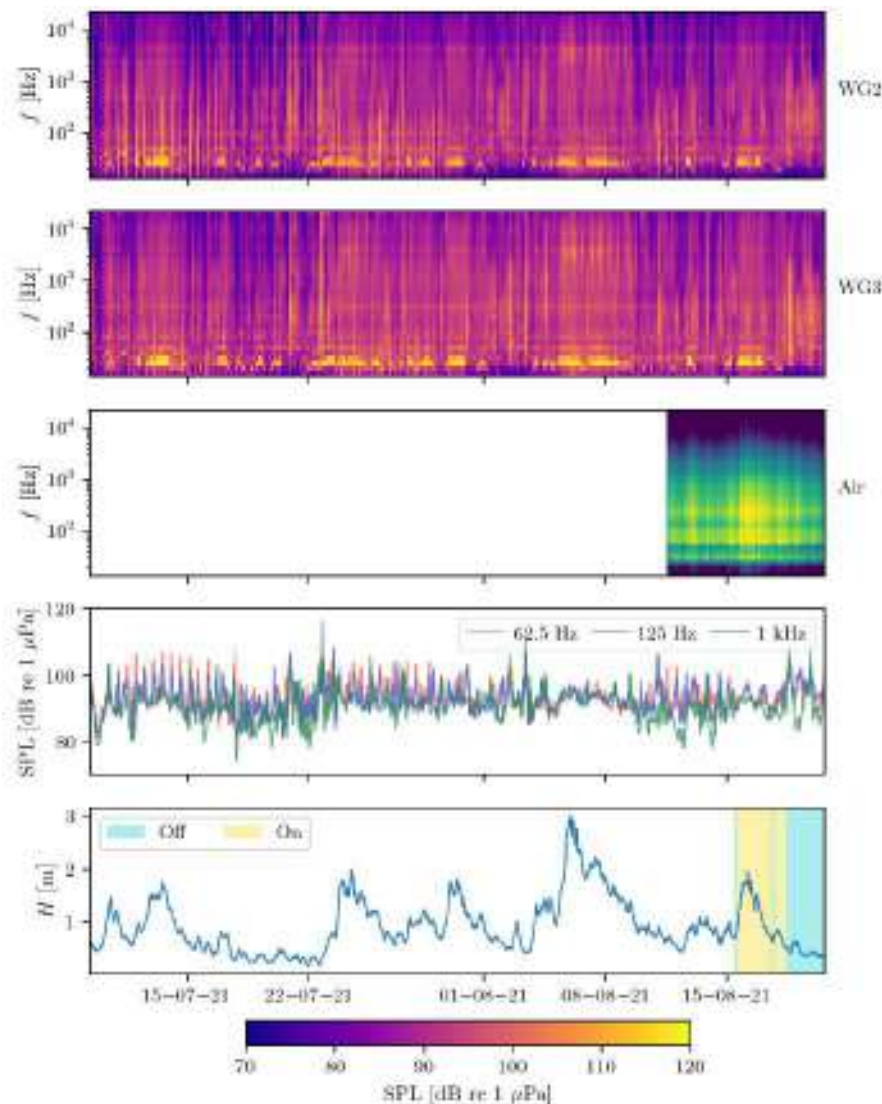 10⁴
10³
10²
f [Hz]
WG2
10⁴
10³
10²
f [Hz]
WG3
10⁴
10³
10²
f [Hz]
Air
120
100
80
SPL [dB re 1 μPa]
62.5 Hz 125 Hz 1 kHz
3
2
1
H [m]
Off On
15-07-21 22-07-21 01-08-21 08-08-21 15-08-21
70 80 90 100 110 120
SPL [dB re 1 μPa]